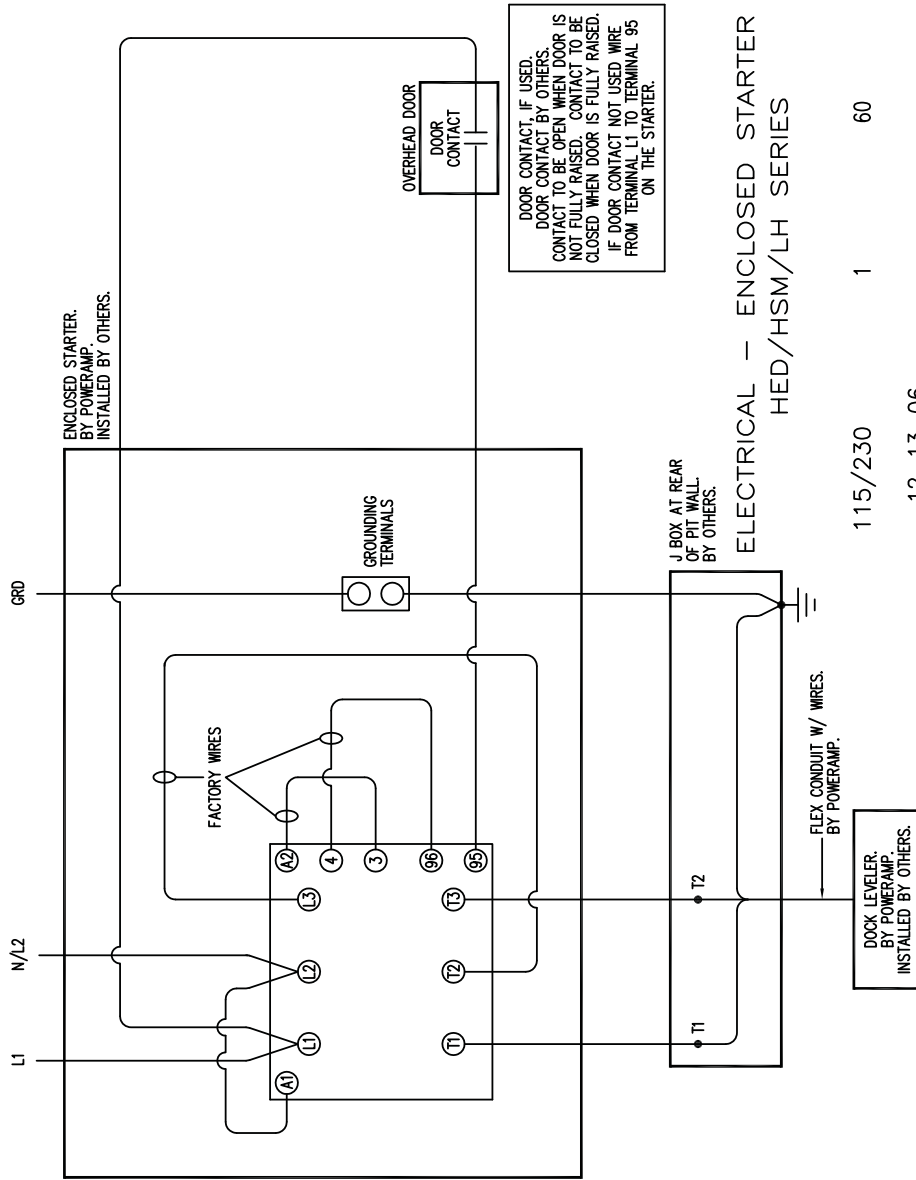 L1
N/L2
GRD
ENCLOSED STARTER.
BY POWERAMP.
INSTALLED BY OTHERS.
FACTORY WIRES
GROUNDING
TERMINALS
A1
L1
L2
L3
A2
4
3
96
95
T1
T2
T3
OVERHEAD DOOR
DOOR
CONTACT
DOOR CONTACT, IF USED.
DOOR CONTACT BY OTHERS.
CONTACT TO BE OPEN WHEN DOOR IS
NOT FULLY RAISED. CONTACT TO BE
CLOSED WHEN DOOR IS FULLY RAISED.
IF DOOR CONTACT NOT USED WIRE
FROM TERMINAL L1 TO TERMINAL 95
ON THE STARTER.
J BOX AT REAR
OF PIT WALL.
BY OTHERS.
T1
T2
FLEX CONDUIT W/ WIRES.
BY POWERAMP.
DOCK LEVELER.
BY POWERAMP.
INSTALLED BY OTHERS.
ELECTRICAL – ENCLOSED STARTER
HED/HSM/LH SERIES
115/230 1 60